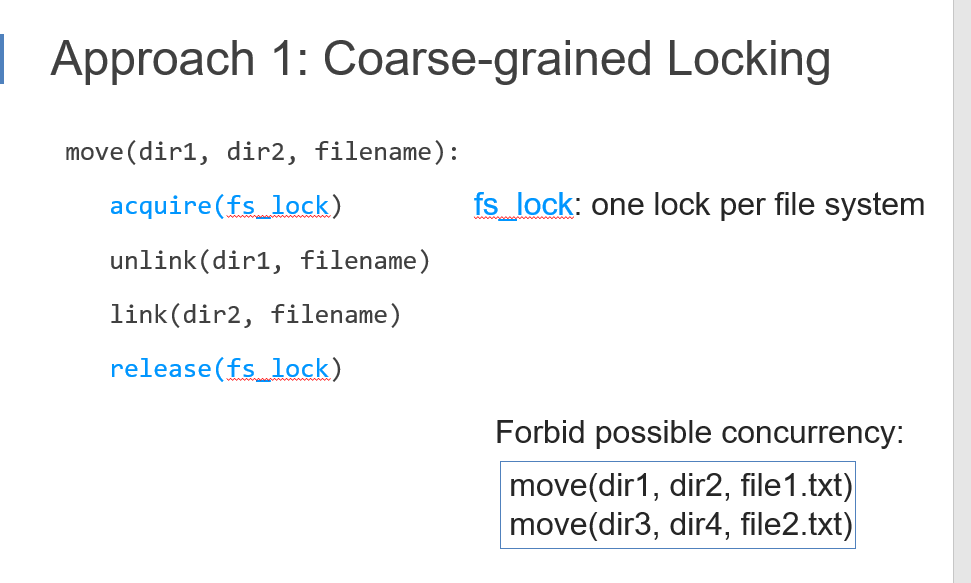 Approach 1: Coarse-grained Locking
move(dir1, dir2, filename):
acquire(fs_lock)
fs_lock: one lock per file system
unlink(dir1, filename)
link(dir2, filename)
release(fs_lock)
Forbid possible concurrency:
move(dir1, dir2, file1.txt)
move(dir3, dir4, file2.txt)